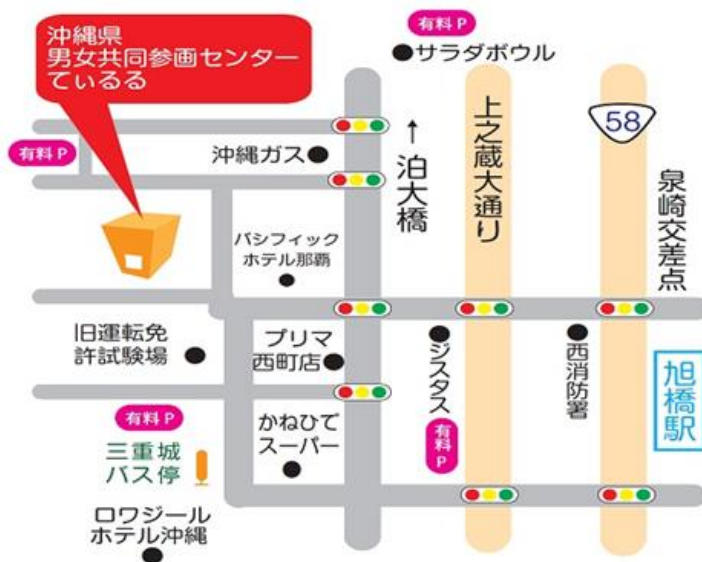 有料 P
サラダボウル
沖縄県
男女共同参画センター
ているる
58
有料 P
沖縄ガス
↑泊大橋
上之蔵大通り
泉崎交差点
パシフィック
ホテル那覇
旧運転免
許試験場
プリマ
西町店
ジスタス
有料 P
西消防署
旭橋駅
有料 P
三重城
バス停
かねひで
スーパー
ロワジール
ホテル沖縄